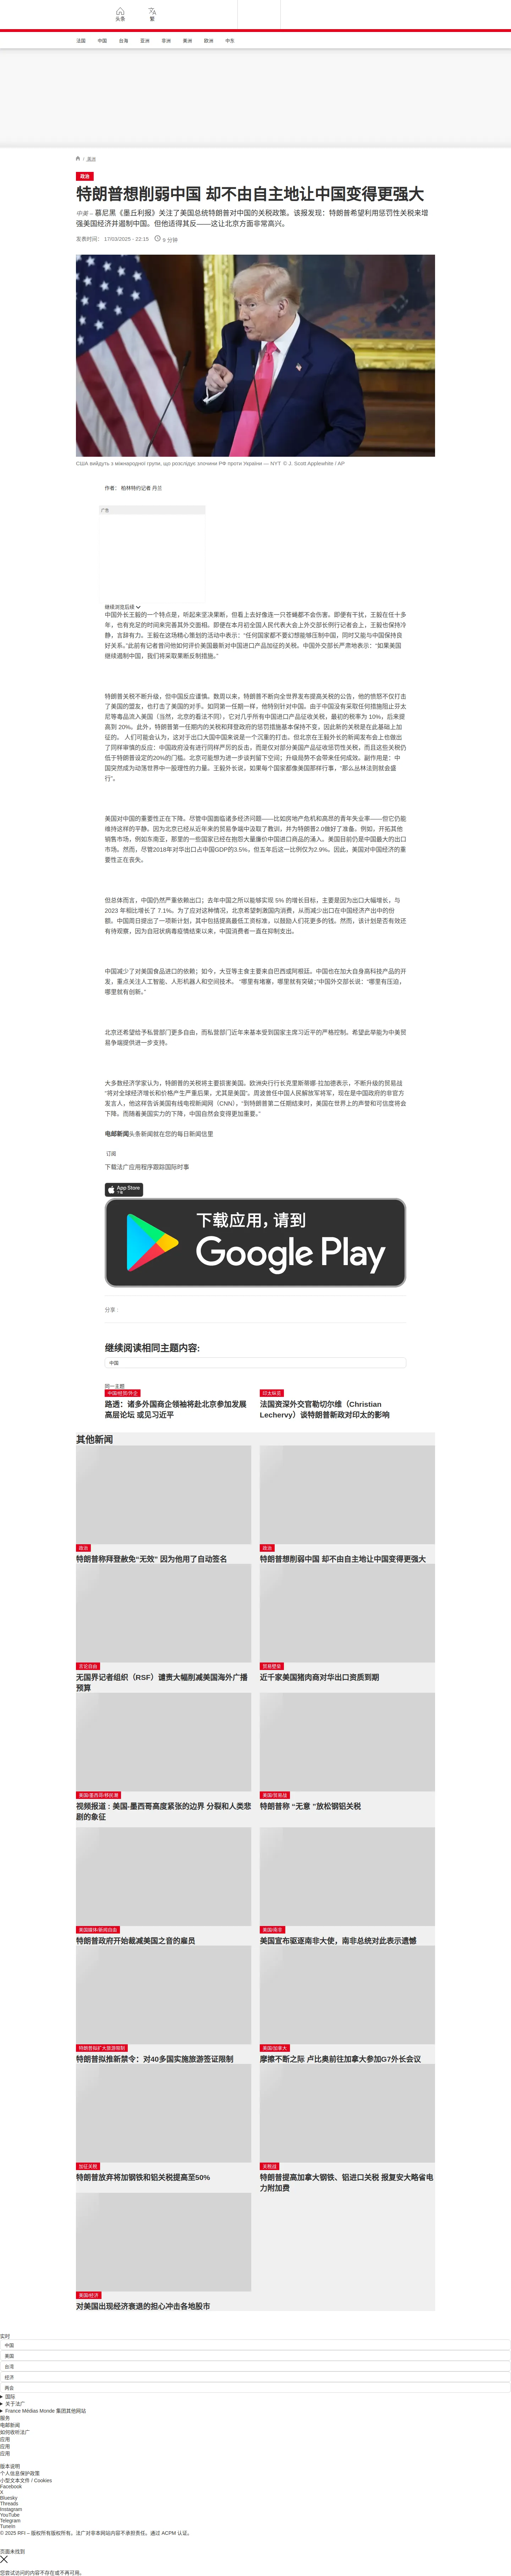 头条
繁
法国 中国 台海 亚洲 非洲 美洲 欧洲 中东
/ 美洲
政治
特朗普想削弱中国 却不由自主地让中国变得更强大
中美 – 慕尼黑《墨丘利报》关注了美国总统特朗普对中国的关税政策。该报发现：特朗普希望利用惩罚性关税来增
强美国经济并遏制中国。但他适得其反——这让北京方面非常高兴。
发表时间： 17/03/2025 - 22:15 9 分钟
США вийдуть з міжнародної групи, що розслідує злочини РФ проти України — NYT © J. Scott Applewhite / AP
作者： 柏林特约记者 丹兰
广告
继续浏览后续
中国外长王毅的一个特点是，听起来坚决果断，但看上去好像连一只苍蝇都不会伤害。即便有干扰，王毅在任十多
年，也有充足的时间来完善其外交面相。即便在本月初全国人民代表大会上外交部长例行记者会上，王毅也保持冷
静，言辞有力。王毅在这场精心策划的活动中表示：“任何国家都不要幻想能够压制中国，同时又能与中国保持良
好关系。”此前有记者曾问他如何评价美国最新对中国进口产品加征的关税。中国外交部长严肃地表示：“如果美国
继续遏制中国，我们将采取果断反制措施。”
特朗普关税不断升级，但中国反应谨慎。数周以来，特朗普不断向全世界发布提高关税的公告，他的愤怒不仅打击
了美国的盟友，也打击了美国的对手。如同第一任期一样，他特别针对中国。由于中国没有采取任何措施阻止芬太
尼等毒品流入美国（当然，北京的看法不同），它对几乎所有中国进口产品征收关税，最初的税率为 10%，后来提
高到 20%。此外，特朗普第一任期内的关税和拜登政府的惩罚措施基本保持不变，因此新的关税是在此基础上加
征的。 人们可能会认为，这对于出口大国中国来说是一个沉重的打击。但北京在王毅外长的新闻发布会上也做出
了同样审慎的反应：中国政府没有进行同样严厉的反击，而是仅对部分美国产品征收惩罚性关税，而且这些关税仍
低于特朗普设定的20%的门槛。北京可能想为进一步谈判留下空间；升级局势不会带来任何成效。副作用是：中
国突然成为动荡世界中一股理性的力量。王毅外长说，如果每个国家都像美国那样行事，“那么丛林法则就会盛
行”。
美国对中国的重要性正在下降。尽管中国面临诸多经济问题——比如房地产危机和高昂的青年失业率——但它仍能
维持这样的平静。因为北京已经从近年来的贸易争端中汲取了教训，并为特朗普2.0做好了准备。例如，开拓其他
销售市场，例如东南亚，那里的一些国家已经在抱怨大量廉价中国进口商品的涌入。美国目前仍是中国最大的出口
市场。然而，尽管2018年对华出口占中国GDP的3.5%，但五年后这一比例仅为2.9%。因此，美国对中国经济的重
要性正在丧失。
但总体而言，中国仍然严重依赖出口；去年中国之所以能够实现 5% 的增长目标，主要是因为出口大幅增长，与
2023 年相比增长了 7.1%。为了应对这种情况，北京希望刺激国内消费，从而减少出口在中国经济产出中的份
额。中国周日提出了一项新计划，其中包括提高最低工资标准，以鼓励人们花更多的钱。然而，该计划是否有效还
有待观察，因为自冠状病毒疫情结束以来，中国消费者一直在抑制支出。
中国减少了对美国食品进口的依赖；如今，大豆等主食主要来自巴西或阿根廷。中国也在加大自身高科技产品的开
发，重点关注人工智能、人形机器人和空间技术。 “哪里有堵塞，哪里就有突破；”中国外交部长说：“哪里有压迫，
哪里就有创新。”
北京还希望给予私营部门更多自由，而私营部门近年来基本受到国家主席习近平的严格控制。希望此举能为中美贸
易争端提供进一步支持。
大多数经济学家认为，特朗普的关税将主要损害美国。欧洲央行行长克里斯蒂娜·拉加德表示，不断升级的贸易战
“将对全球经济增长和价格产生严重后果，尤其是美国”。周波曾任中国人民解放军将军，现在是中国政府的非官方
发言人，他这样告诉美国有线电视新闻网（CNN），“到特朗普第二任期结束时，美国在世界上的声誉和可信度将会
下降。而随着美国实力的下降，中国自然会变得更加重要。”
电邮新闻头条新闻就在您的每日新闻信里
订阅
下载法广应用程序跟踪国际时事
App Store 下载
下载应用，请到
Google Play
分享 :
继续阅读相同主题内容:
中国
同一主题
中国/经贸/外企
路透：诸多外国商企领袖将赴北京参加发展
高层论坛 或见习近平
印太纵览
法国资深外交官勒切尔维（Christian
Lechervy）谈特朗普新政对印太的影响
其他新闻
政治
特朗普称拜登赦免“无效” 因为他用了自动签名
政治
特朗普想削弱中国 却不由自主地让中国变得更强大
言论自由
无国界记者组织（RSF）谴责大幅削减美国海外广播
预算
贸易壁垒
近千家美国猪肉商对华出口资质到期
美国/墨西哥/移民潮
视频报道 : 美国-墨西哥高度紧张的边界 分裂和人类悲
剧的象征
美国/贸易战
特朗普称 “无意 ”放松钢铝关税
美国媒体/新闻自由
特朗普政府开始裁减美国之音的雇员
美国/南非
美国宣布驱逐南非大使，南非总统对此表示遗憾
特朗普拟扩大旅游限制
特朗普拟推新禁令：对40多国实施旅游签证限制
美国/加拿大
摩擦不断之际 卢比奥前往加拿大参加G7外长会议
加征关税
特朗普放弃将加钢铁和铝关税提高至50%
关税战
特朗普提高加拿大钢铁、铝进口关税 报复安大略省电
力附加费
美国/经济
对美国出现经济衰退的担心冲击各地股市
实时
中国
美国
台湾
经济
两会
国际
关于法广
France Médias Monde 集团其他网站
服务
电邮新闻
如何收听法广
应用
应用
应用
版本说明
个人信息保护政策
小型文本文件 / Cookies
Facebook
X
Bluesky
Threads
Instagram
YouTube
Telegram
TuneIn
© 2025 RFI – 版权所有版权所有。法广对非本网站内容不承担责任。通过 ACPM 认证。
页面未找到
您尝试访问的内容不存在或不再可用。